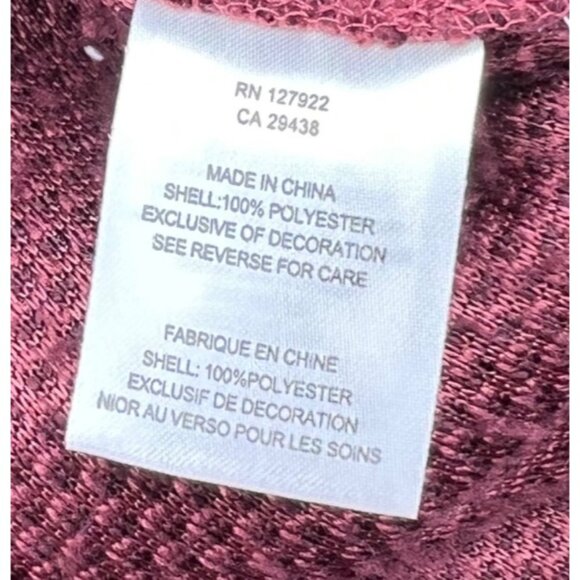 RN 127922
CA 29438
MADE IN CHINA
SHELL:100% POLYESTER
EXCLUSIVE OF DECORATION
SEE REVERSE FOR CARE
FABRIQUE EN CHINE
SHELL: 100%POLYESTER
EXCLUSIF DE DECORATION
NIOR AU VERSO POUR LES SOINS